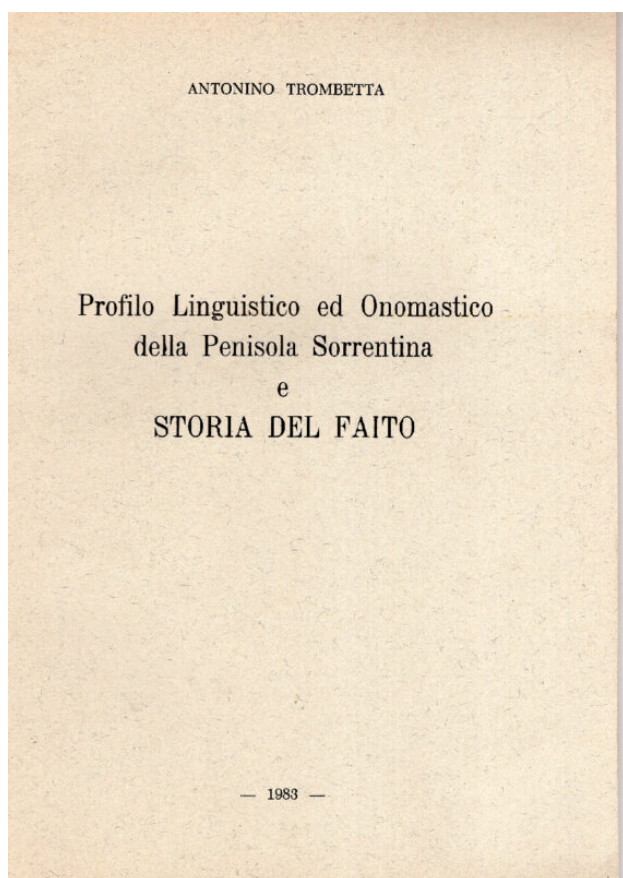 ANTONINO TROMBETTA
Profilo Linguistico ed Onomastico
della Penisola Sorrentina
e
STORIA DEL FAITO
— 1983 —